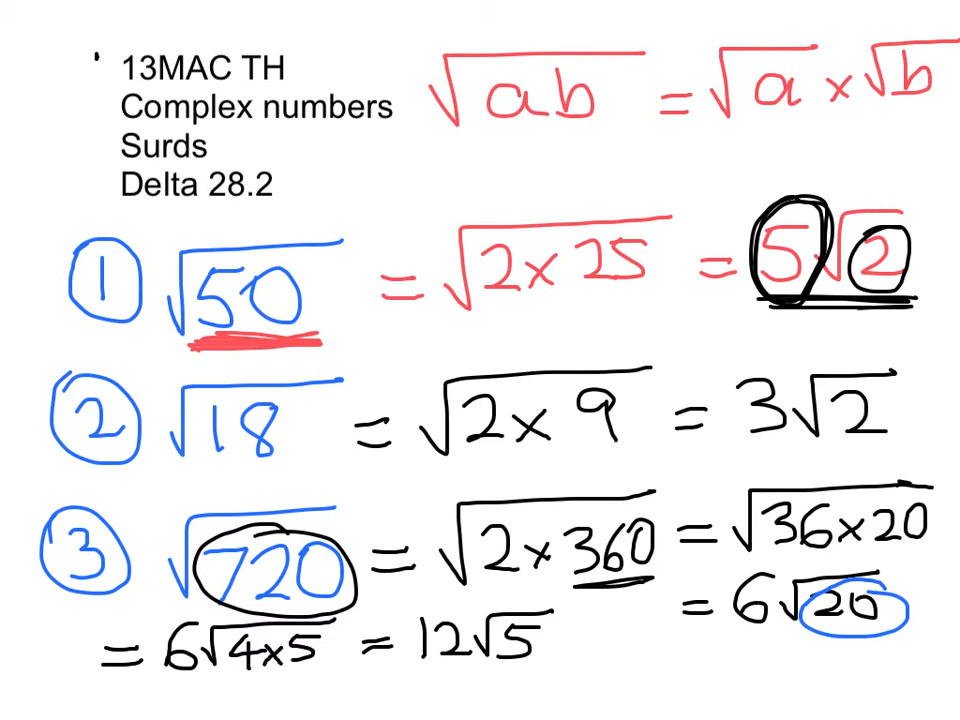 13MAC TH
Complex numbers
Surds
Delta 28.2
√ab = √a × √b
1 √50 = √2 × 25 = 5√2
2 √18 = √2 × 9 = 3√2
3 √720 = √2 × 360 = √36 × 20
= 6√20
= 6√4×5 = 12√5